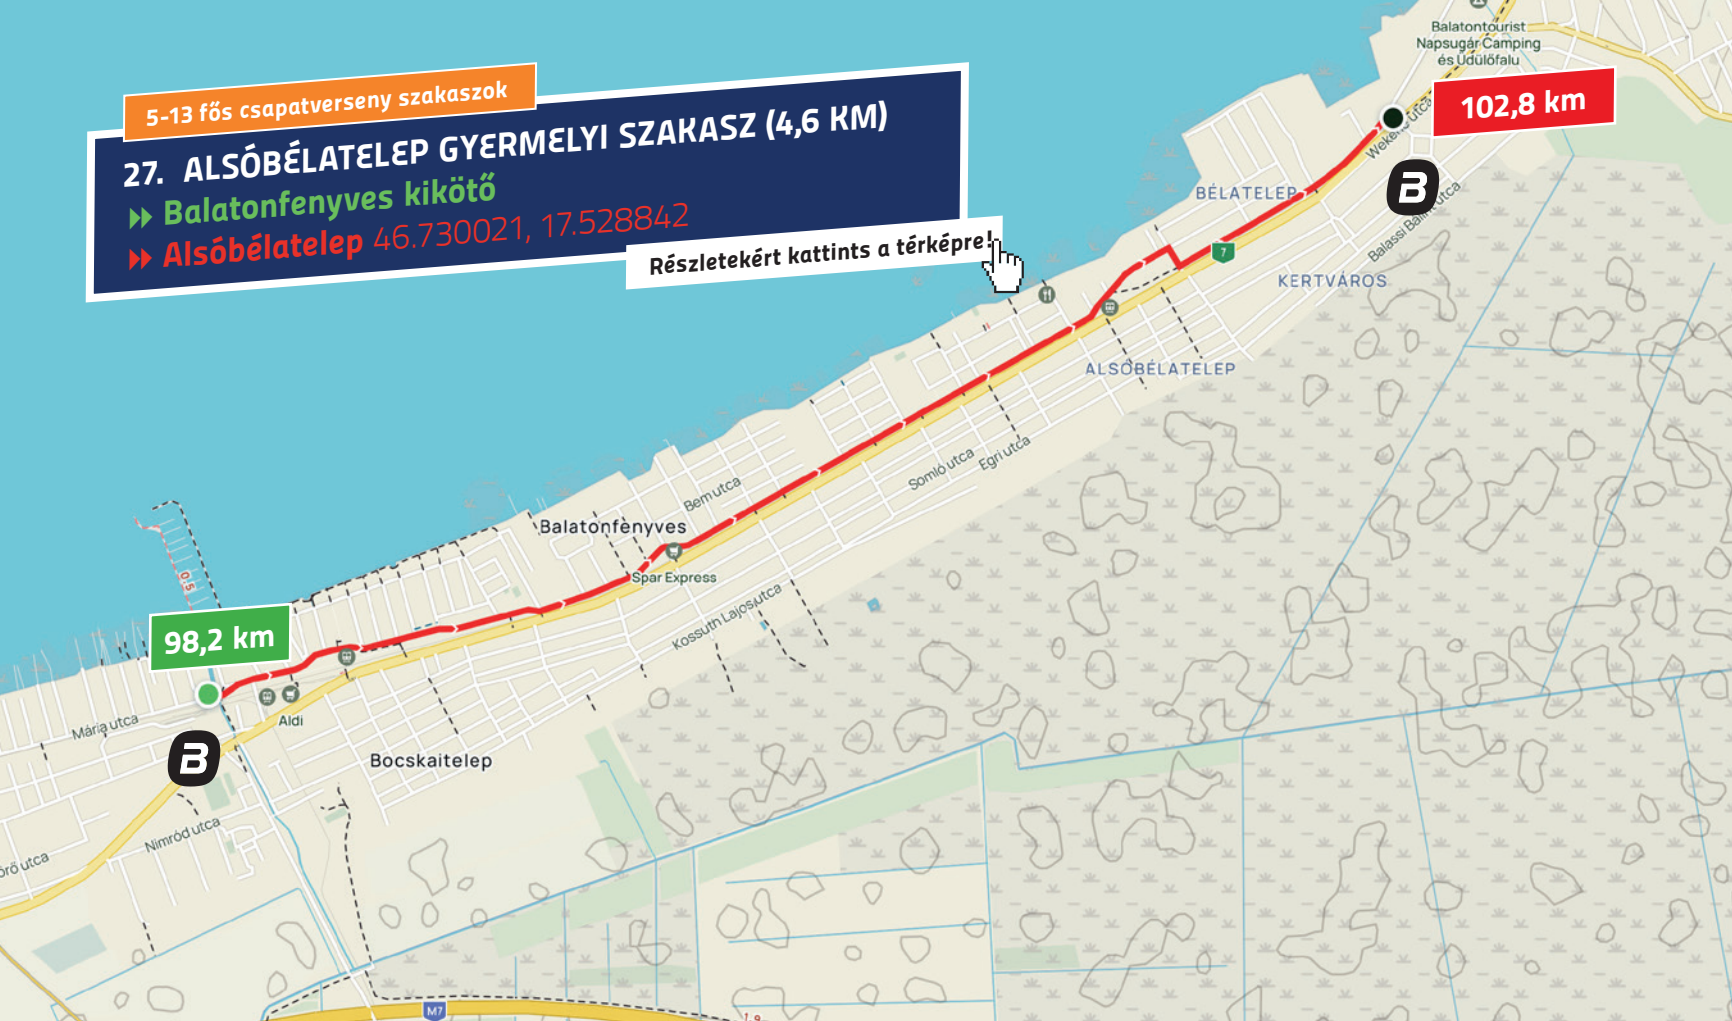 Balatontourist
Napsugár Camping
és Üdülőfalu
5-13 fős csapatverseny szakaszok
27. ALSÓBÉLATELEP GYERMELYI SZAKASZ (4,6 KM)
Balatonfenyves kikötő
Alsóbélatelep 46.730021, 17.528842
Részletekért kattints a térképre!
102,8 km
B
Balassi Bálint utca
BÉLATELEP
7
KERTVÁROS
ALSÓBÉLATELEP
Egri utca
Somló utca
Bem utca
Balatonfenyves
Spar Express
0.5
Kossuth Lajos utca
98,2 km
Mária utca
Aldi
B
Bocskaitelep
Nimród utca
M7